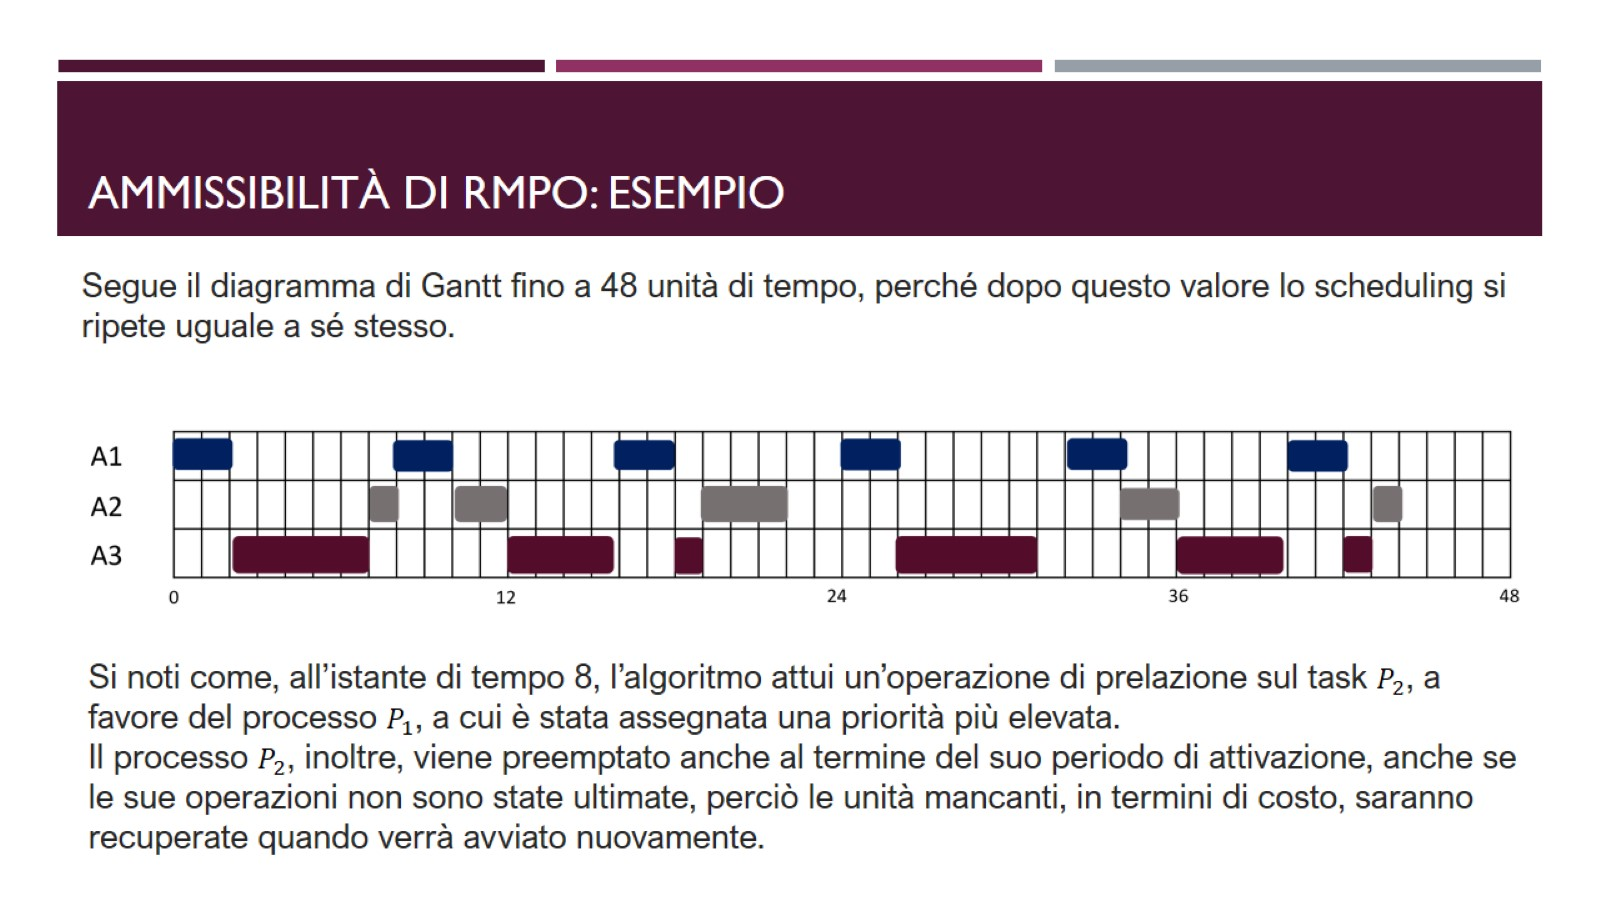 AMMISSIBILITÀ DI RMPO: ESEMPIO
Segue il diagramma di Gantt fino a 48 unità di tempo, perché dopo questo valore lo scheduling si
ripete uguale a sé stesso.
A1
A2
A3
0 12 24 36 48
Si noti come, all’istante di tempo 8, l’algoritmo attui un’operazione di prelazione sul task P₂, a
favore del processo P₁, a cui è stata assegnata una priorità più elevata.
Il processo P₂, inoltre, viene preemptato anche al termine del suo periodo di attivazione, anche se
le sue operazioni non sono state ultimate, perciò le unità mancanti, in termini di costo, saranno
recuperate quando verrà avviato nuovamente.